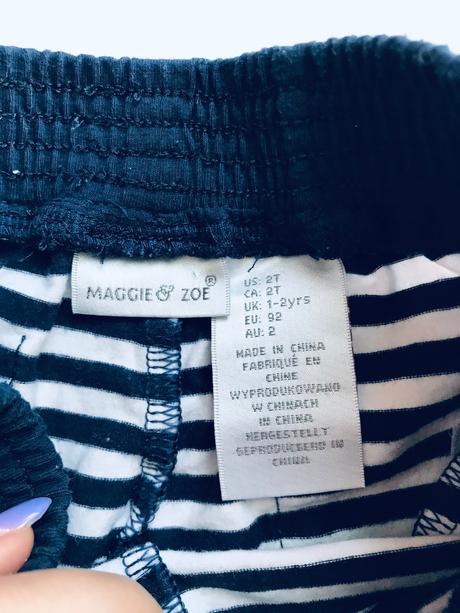 MAGGIE & ZOE®
US: 2T
CA: 2T
UK: 1-2yrs
EU: 92
AU: 2
MADE IN CHINA
FABRIQUÉ EN
CHINE
WYPRODUKOWANO
W CHINACH
IN CHINA
HERGESTELLT
GEPRODUCEERD IN
CHINA